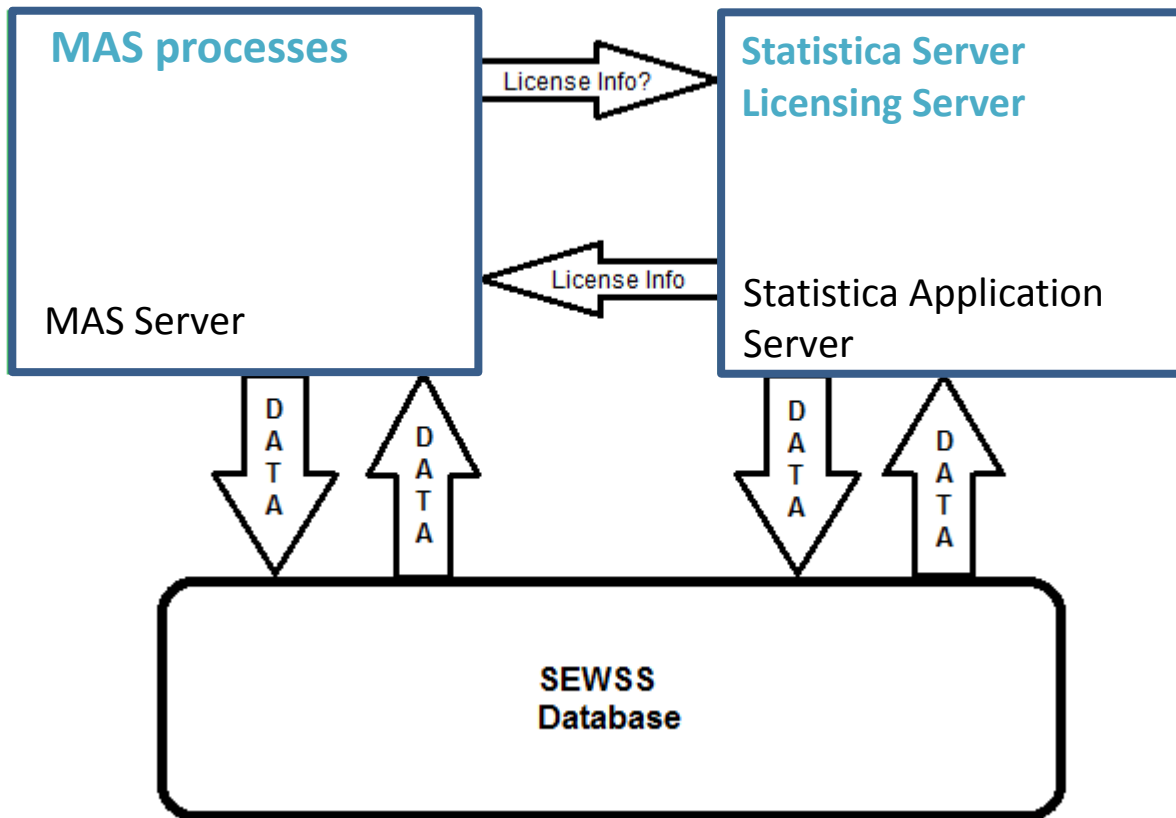 MAS processes
MAS Server
License Info?
License Info
Statistica Server
Licensing Server
Statistica Application
Server
D
A
T
A
D
A
T
A
D
A
T
A
D
A
T
A
SEWSS
Database